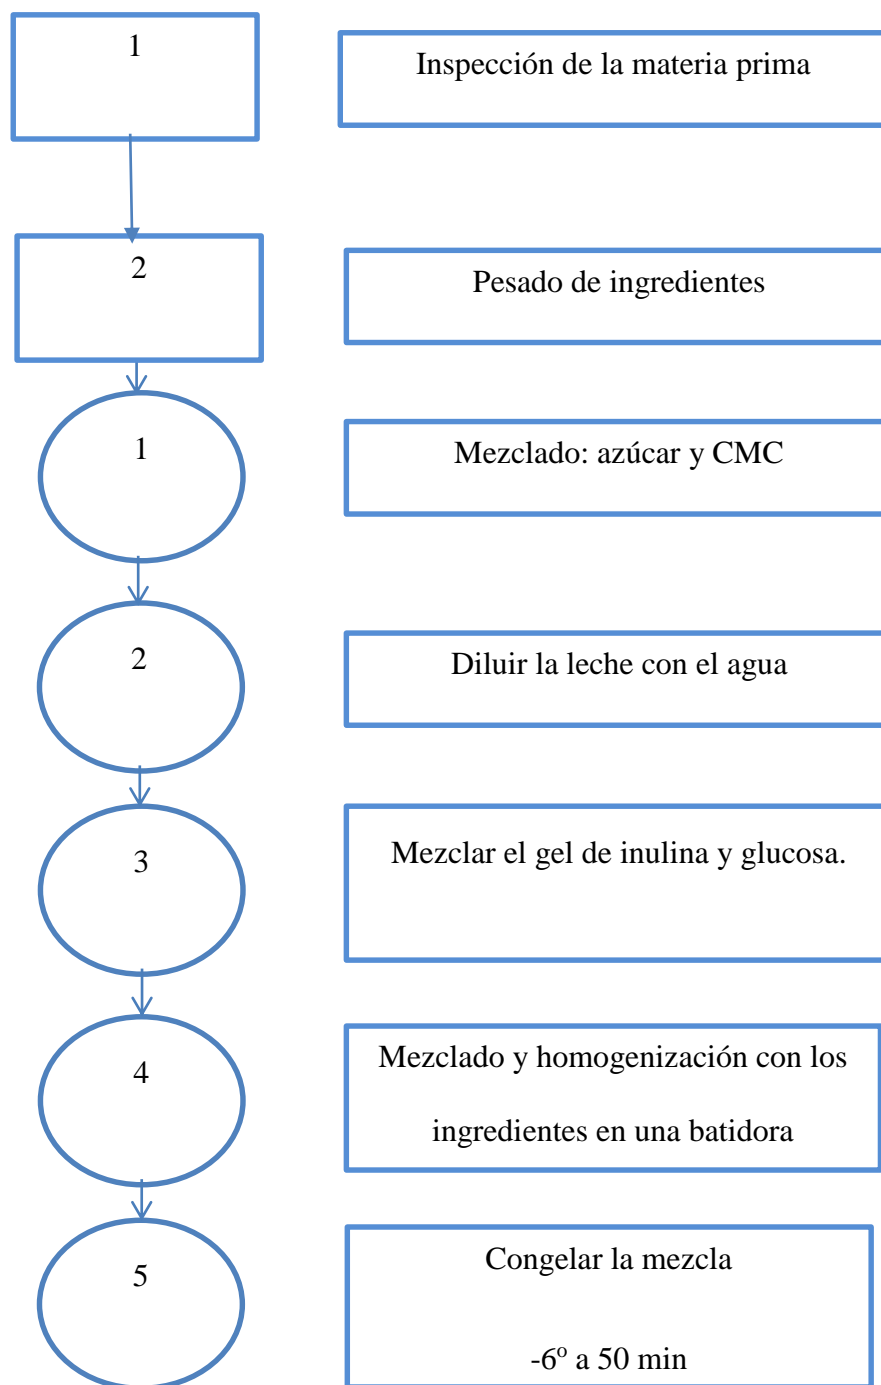 1
Inspección de la materia prima
2
Pesado de ingredientes
1
Mezclado: azúcar y CMC
2
Diluir la leche con el agua
3
Mezclar el gel de inulina y glucosa.
4
Mezclado y homogenización con los
ingredientes en una batidora
5
Congelar la mezcla
-6º a 50 min